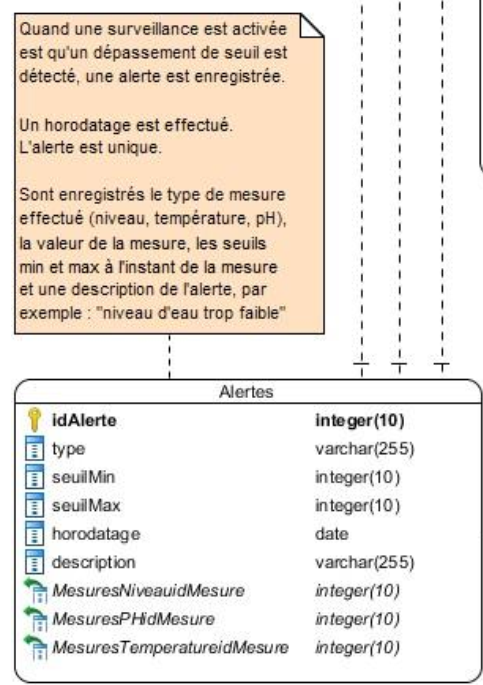 Quand une surveillance est activée
est qu'un dépassement de seuil est
détecté, une alerte est enregistrée.
Un horodatage est effectué.
L'alerte est unique.
Sont enregistrés le type de mesure
effectué (niveau, température, pH),
la valeur de la mesure, les seuils
min et max à l'instant de la mesure
et une description de l'alerte, par
exemple : "niveau d'eau trop faible"
Alertes
idAlerte integer(10)
type varchar(255)
seuilMin integer(10)
seuilMax integer(10)
horodatage date
description varchar(255)
MesuresNiveauidMesure integer(10)
MesuresPHidMesure integer(10)
MesuresTemperatureidMesure integer(10)